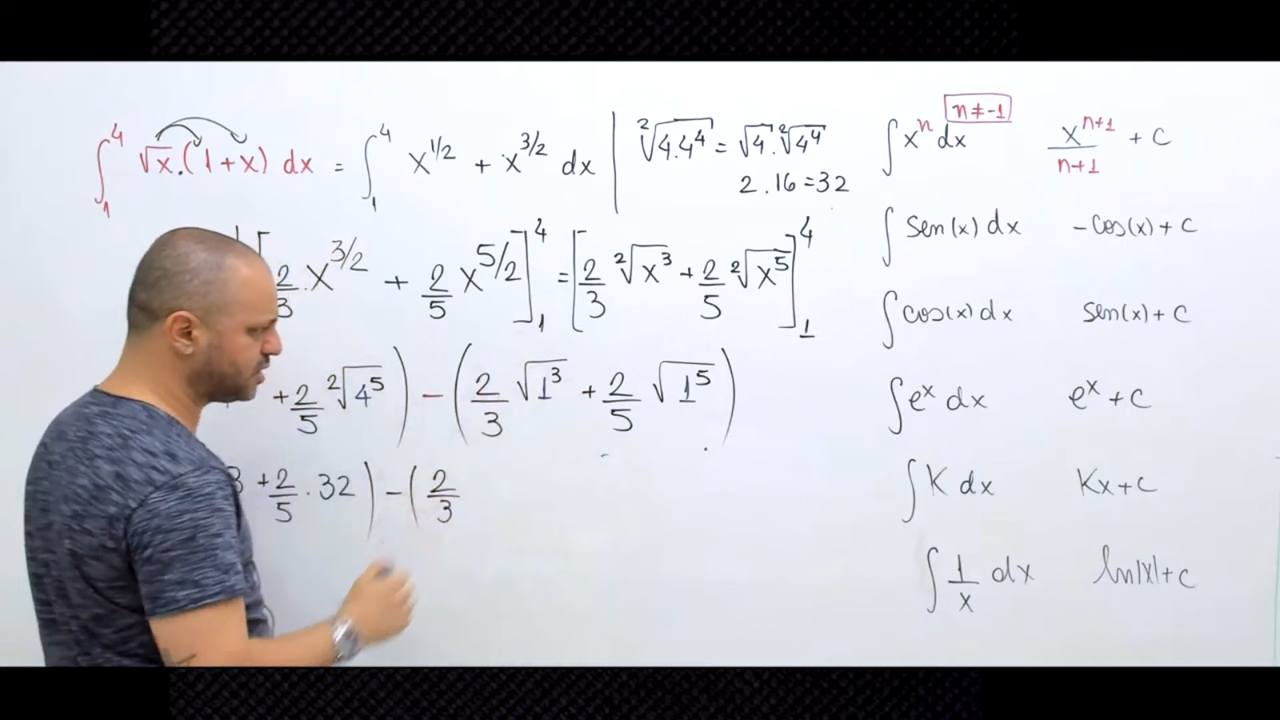 ∫₁⁴ √x.(1+x) dx = ∫₁⁴ x^{1/2} + x^{3/2} dx
[2/3 . x^{3/2} + 2/5 x^{5/2}]₁⁴ = [2/3 ²√x³ + 2/5 ²√x⁵]₁⁴
+ 2/5 ²√4⁵) − (2/3 √1³ + 2/5 √1⁵)
+ 2/5 . 32) − (2/3
²√4.4⁴ = √4 . ²√4⁴
2.16=32
n≠-1
∫xⁿdx x^{n+1}/n+1 + c
∫sen(x) dx -cos(x) + c
∫cos(x) dx sen(x) + c
∫eˣ dx eˣ + c
∫K dx Kx+c
∫1/x dx ln|x|+c